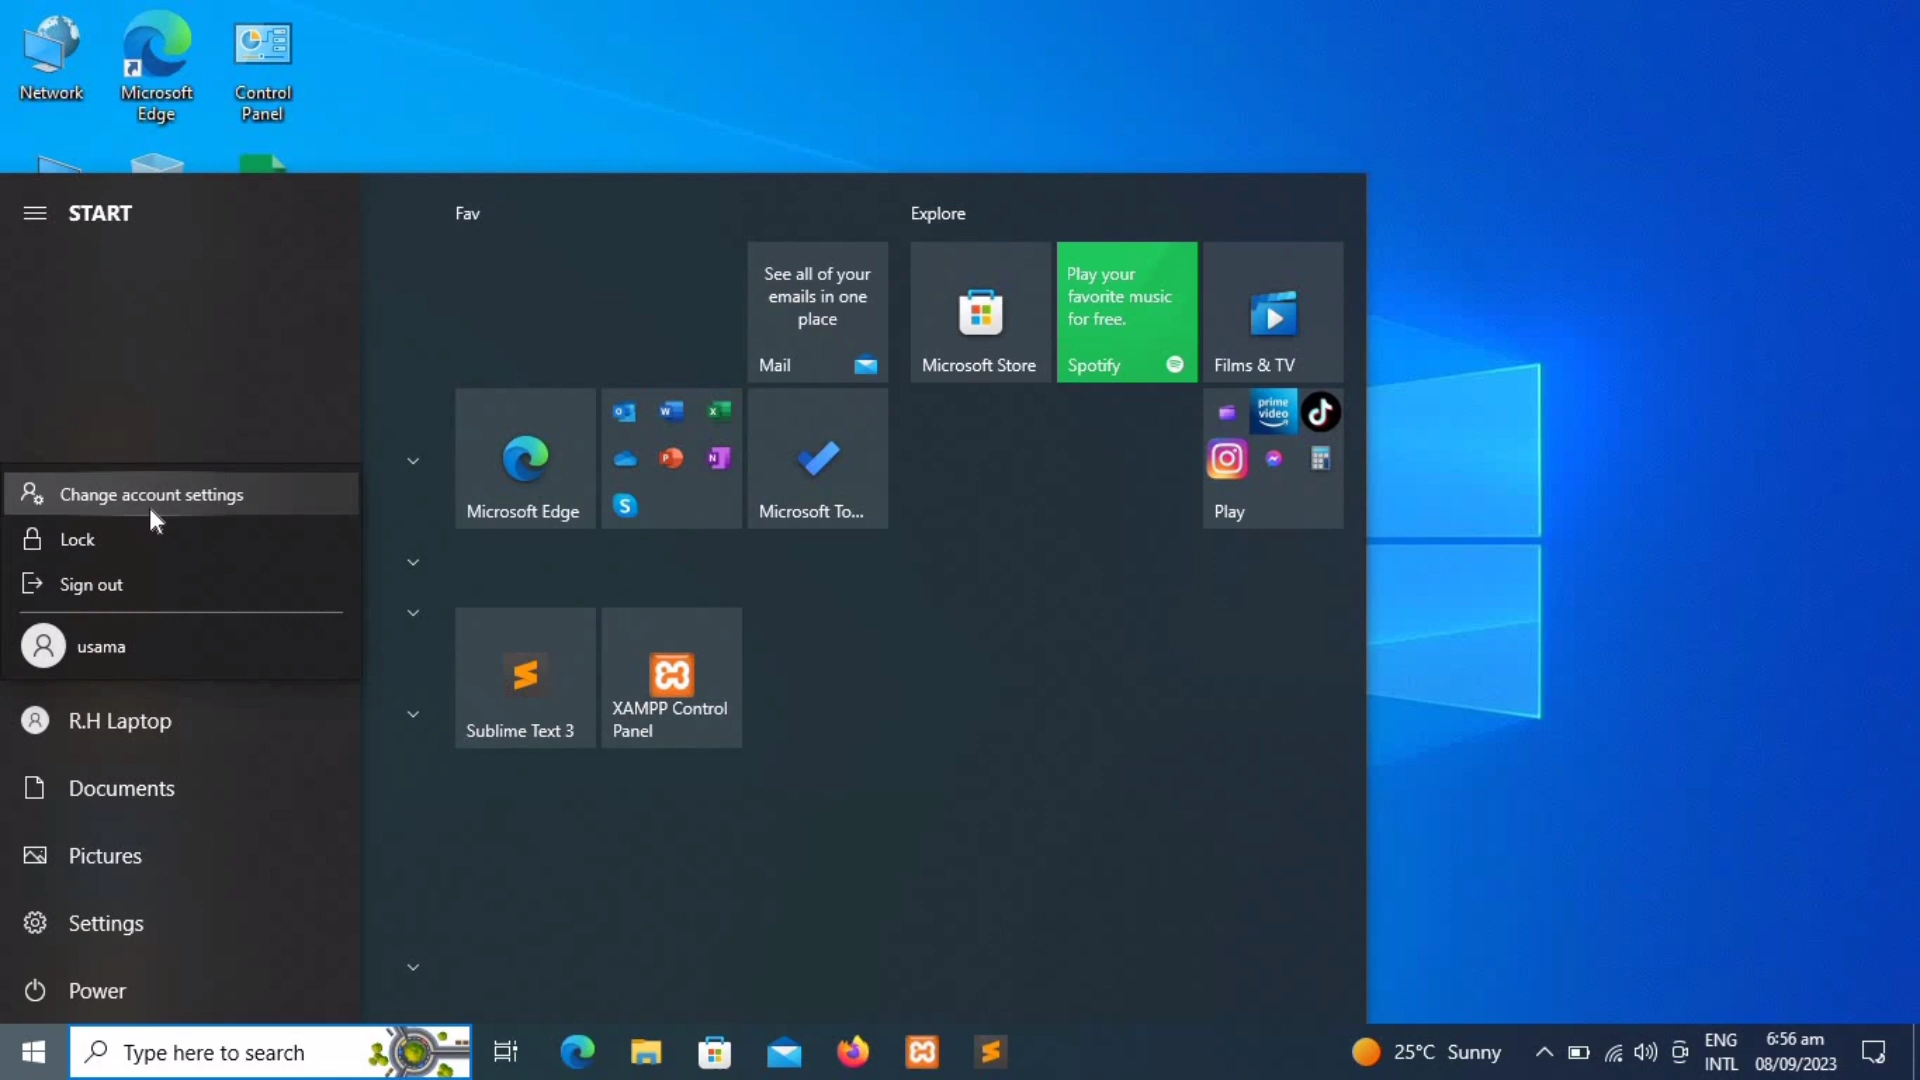 Network
Microsoft
Edge
Control
Panel
START
Fav
Explore
See all of your
emails in one
place
Mail
Microsoft Store
Play your
favorite music
for free.
Spotify
Films & TV
prime
video
Microsoft Edge
Microsoft To...
Play
Change account settings
Lock
Sign out
usama
Sublime Text 3
XAMPP Control
Panel
R.H Laptop
Documents
Pictures
Settings
Power
Type here to search
25°C Sunny
ENG
INTL
6:56 am
08/09/2023